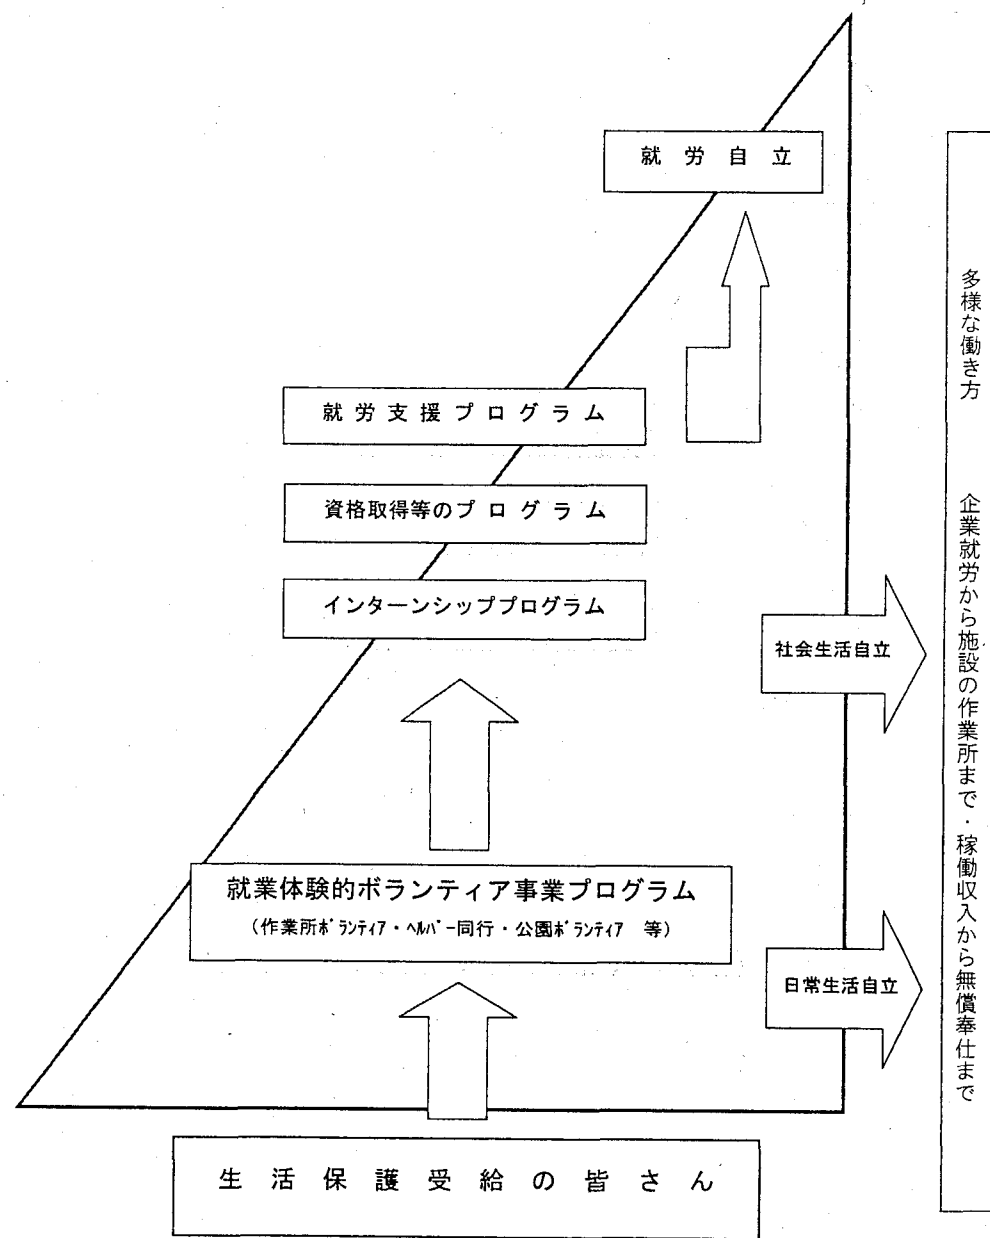 就労自立
就労支援プログラム
資格取得等のプログラム
インターンシッププログラム
社会生活自立
就業体験的ボランティア事業プログラム
(作業所ボランティア・ヘルパー同行・公園ボランティア 等)
日常生活自立
生活保護受給の皆さん
多様な働き方 企業就労から施設の作業所まで・稼働収入から無償奉仕まで